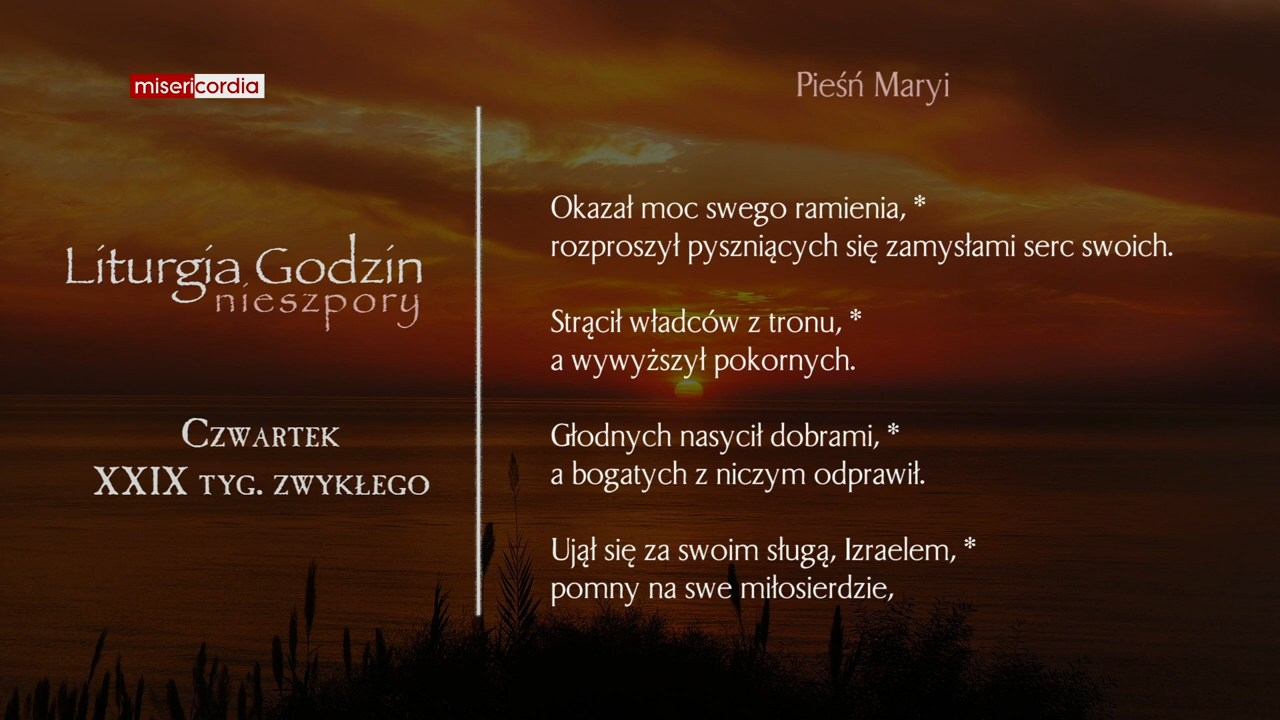 misericordia
Liturgia Godzin
nieszpory
Czwartek
XXIX tyg. zwykłego
Pieśń Maryi
Okazał moc swego ramienia, *
rozproszył pyszniących się zamysłami serc swoich.
Strącił władców z tronu, *
a wywyższył pokornych.
Głodnych nasycił dobrami, *
a bogatych z niczym odprawił.
Ujął się za swoim sługą, Izraelem, *
pomny na swe miłosierdzie,